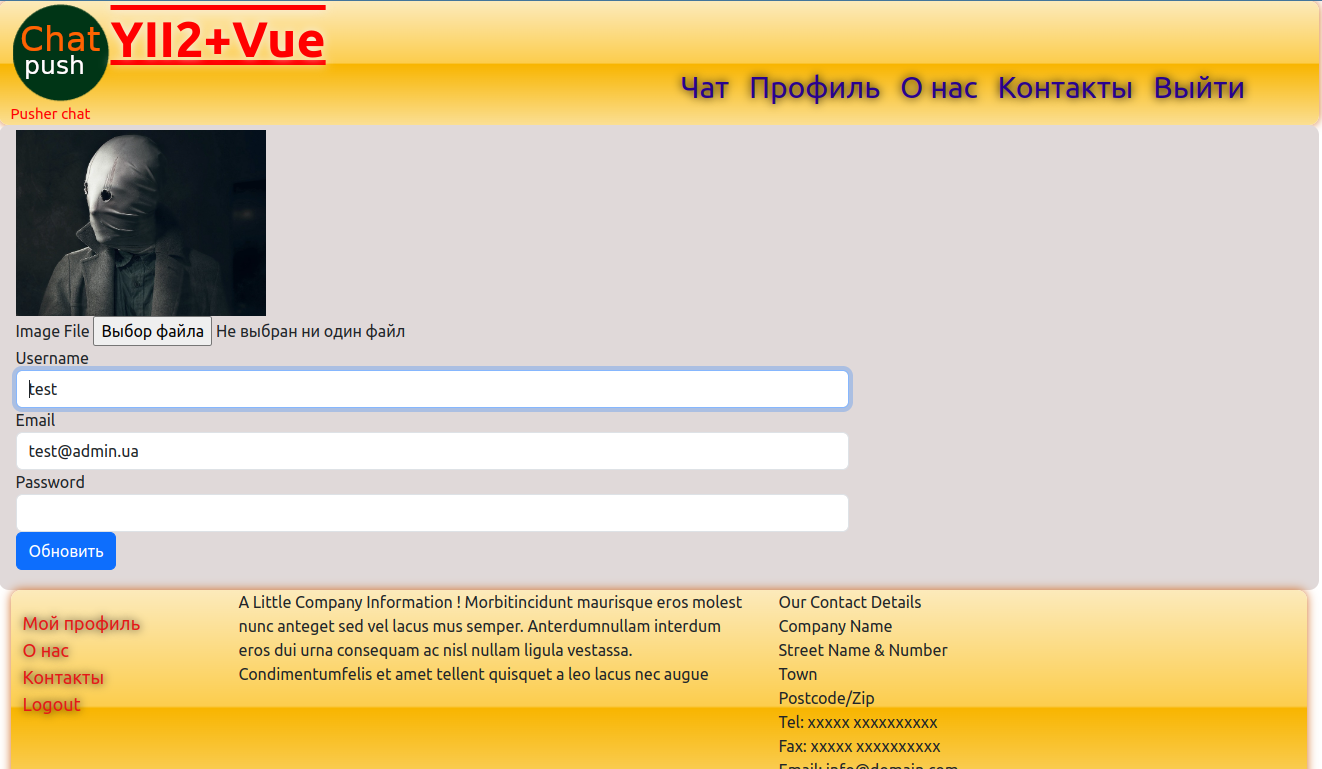 Chat
push
YII2+Vue
Pusher chat
Чат Профиль О нас Контакты Выйти
Image File Выбор файла Не выбран ни один файл
Username
test
Email
test@admin.ua
Password
Обновить
Мой профиль
О нас
Контакты
Logout
A Little Company Information ! Morbitincidunt maurisque eros molest
nunc anteget sed vel lacus mus semper. Anterdumnullam interdum
eros dui urna consequam ac nisl nullam ligula vestassa.
Condimentumfelis et amet tellent quisquet a leo lacus nec augue
Our Contact Details
Company Name
Street Name & Number
Town
Postcode/Zip
Tel: xxxxx xxxxxxxxxx
Fax: xxxxx xxxxxxxxxx
Email: info@domain.com